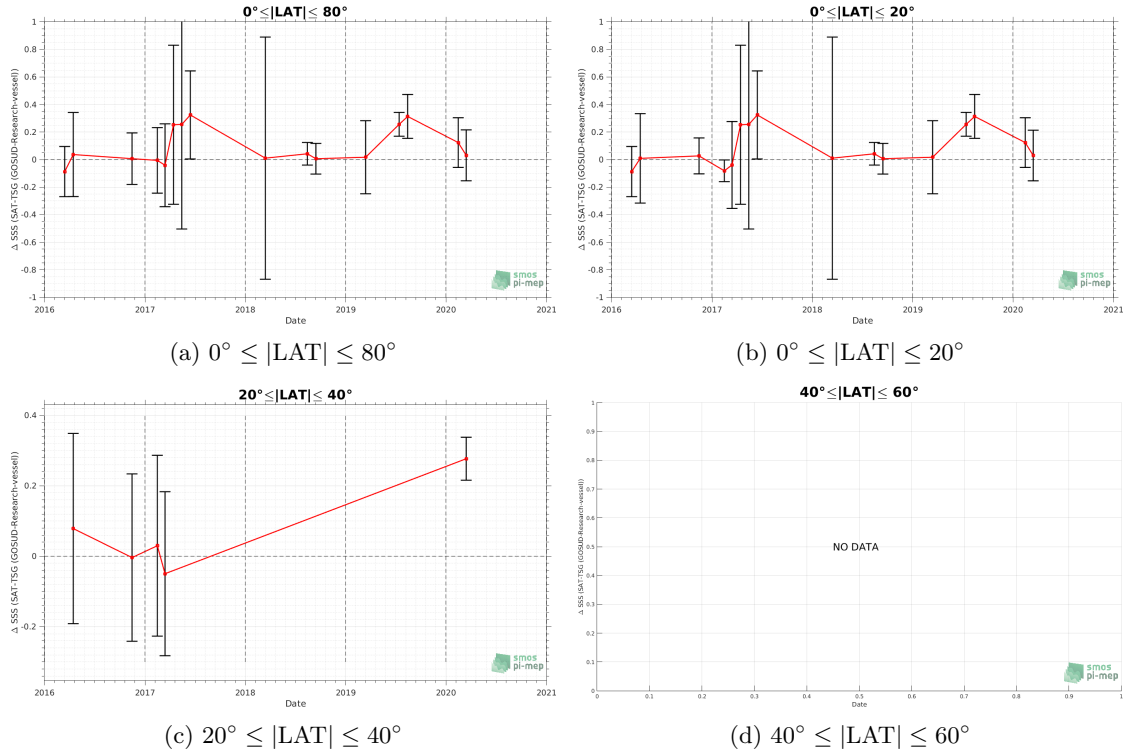 0°≤|LAT|≤ 80°
1
0.8
0.6
0.4
0.2
0
-0.2
-0.4
-0.6
-0.8
-1
Δ SSS (SAT-TSG (GOSUD-Research-vessel))
2016
2017
2018
2019
2020
2021
Date
smos
pi-mep
(a) 0° ≤ |LAT| ≤ 80°
0°≤|LAT|≤ 20°
1
0.8
0.6
0.4
0.2
0
-0.2
-0.4
-0.6
-0.8
-1
Δ SSS (SAT-TSG (GOSUD-Research-vessel))
2016
2017
2018
2019
2020
2021
Date
smos
pi-mep
(b) 0° ≤ |LAT| ≤ 20°
20°≤|LAT|≤ 40°
0.4
0.2
0
-0.2
Δ SSS (SAT-TSG (GOSUD-Research-vessel))
2016
2017
2018
2019
2020
2021
Date
smos
pi-mep
(c) 20° ≤ |LAT| ≤ 40°
40°≤|LAT|≤ 60°
1
0.9
0.8
0.7
0.6
0.5
0.4
0.3
0.2
0.1
0
Δ SSS (SAT-TSG (GOSUD-Research-vessel))
NO DATA
0
0.1
0.2
0.3
0.4
0.5
0.6
0.7
0.8
0.9
1
Date
smos
pi-mep
(d) 40° ≤ |LAT| ≤ 60°